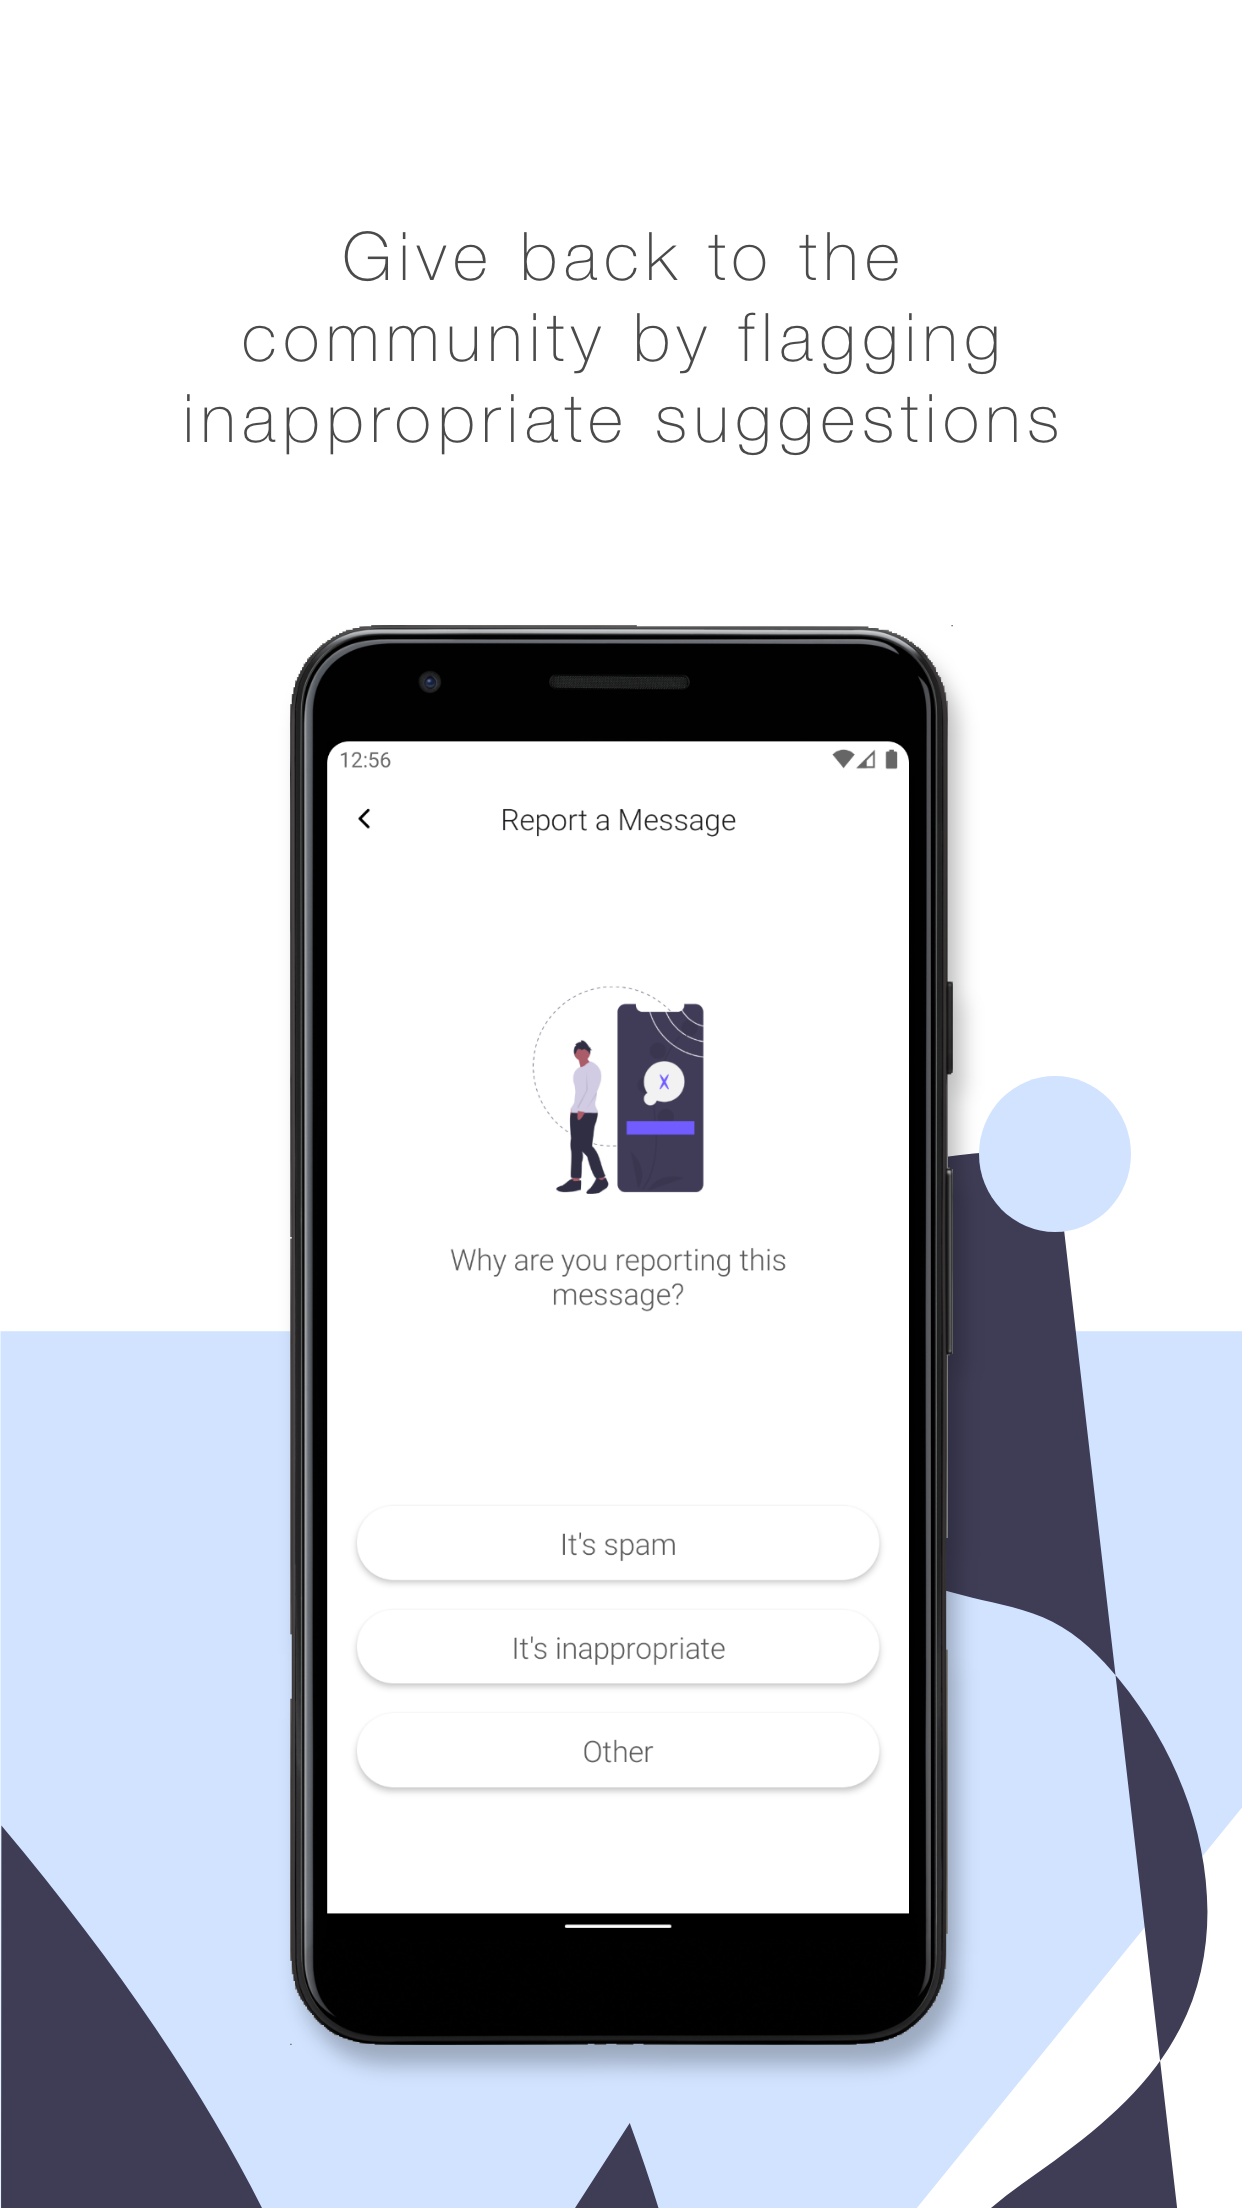 Give back to the
community by flagging
inappropriate suggestions
12:56
Report a Message
X
Why are you reporting this
message?
It's spam
It's inappropriate
Other